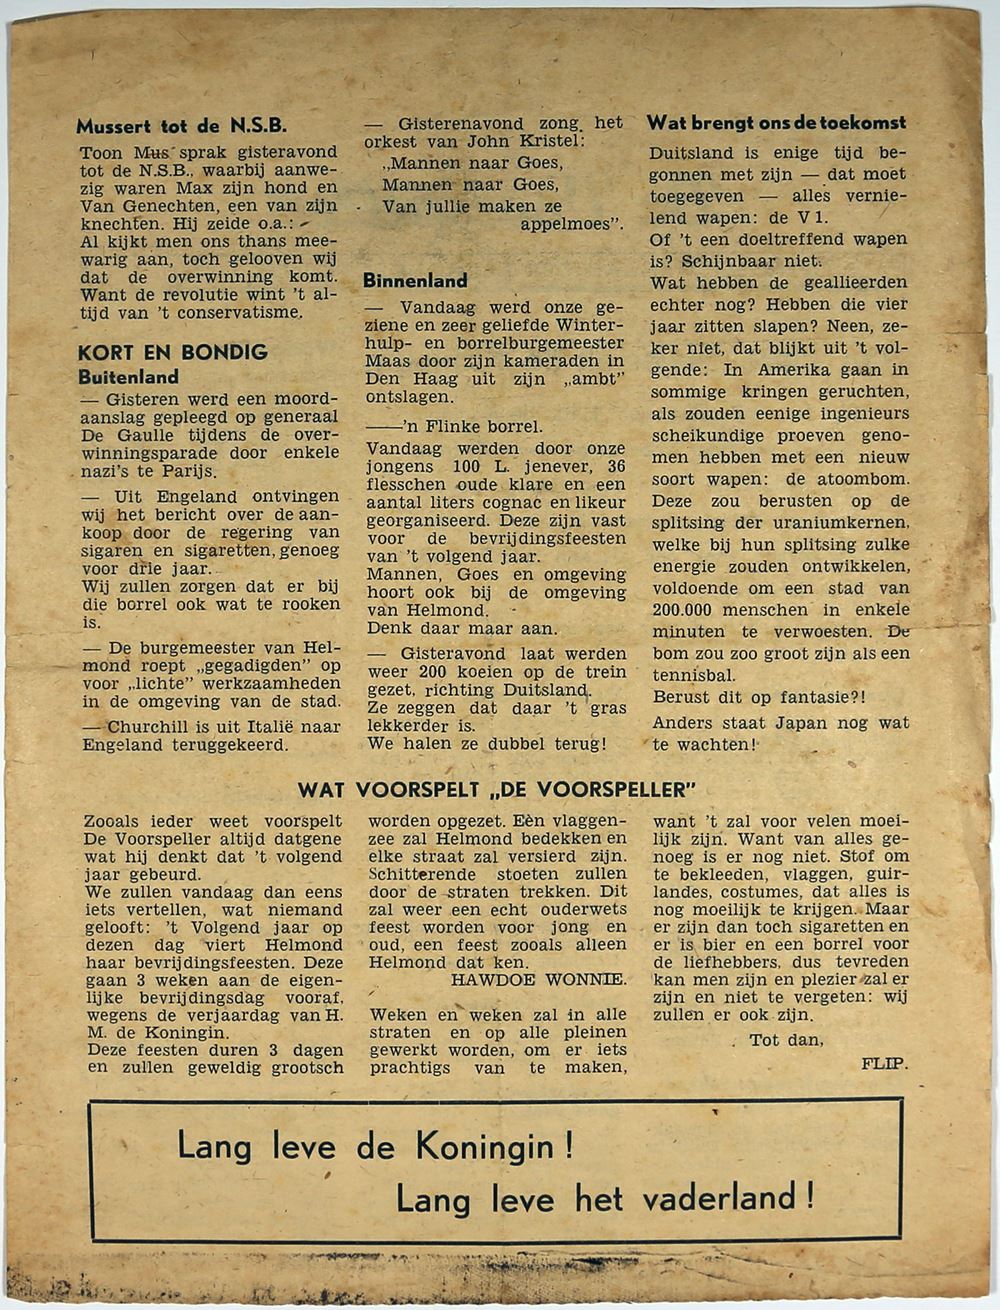 Mussert tot de N.S.B.
Toon Mus sprak gisteravond
tot de N.S.B., waarbij aanwe-
zig waren Max zijn hond en
Van Genechten, een van zijn
knechten. Hij zeide o.a.: -
Al kijkt men ons thans mee-
warig aan, toch gelooven wij
dat de overwinning komt.
Want de revolutie wint 't al-
tijd van 't conservatisme.
KORT EN BONDIG
Buitenland
— Gisteren werd een moord-
aanslag gepleegd op generaal
De Gaulle tijdens de over-
winningsparade door enkele
nazi's te Parijs.
— Uit Engeland ontvingen
wij het bericht over de aan-
koop door de regering van
sigaren en sigaretten, genoeg
voor drie jaar.
Wij zullen zorgen dat er bij
die borrel ook wat te rooken
is.
— De burgemeester van Hel-
mond roept „gegadigden" op
voor „lichte" werkzaamheden
in de omgeving van de stad.
— Churchill is uit Italië naar
Engeland teruggekeerd.
— Gisterenavond zong het
orkest van John Kristel:
„Mannen naar Goes,
Mannen naar Goes,
Van jullie maken ze
appelmoes".
Binnenland
— Vandaag werd onze ge-
ziene en zeer geliefde Winter-
hulp- en borrelburgemeester
Maas door zijn kameraden in
Den Haag uit zijn „ambt"
ontslagen.
——'n Flinke borrel.
Vandaag werden door onze
jongens 100 L. jenever, 36
flesschen oude klare en een
aantal liters cognac en likeur
georganiseerd. Deze zijn vast
voor de bevrijdingsfeesten
van 't volgend jaar.
Mannen, Goes en omgeving
hoort ook bij de omgeving
van Helmond.
Denk daar maar aan.
— Gisteravond laat werden
weer 200 koeien op de trein
gezet, richting Duitsland.
Ze zeggen dat daar 't gras
lekkerder is.
We halen ze dubbel terug!
Wat brengt ons de toekomst
Duitsland is enige tijd be-
gonnen met zijn — dat moet
toegegeven — alles vernie-
lend wapen: de V 1.
Of 't een doeltreffend wapen
is? Schijnbaar niet.
Wat hebben de geallieerden
echter nog? Hebben die vier
jaar zitten slapen? Neen, ze-
ker niet, dat blijkt uit 't vol-
gende: In Amerika gaan in
sommige kringen geruchten,
als zouden eenige ingenieurs
scheikundige proeven geno-
men hebben met een nieuw
soort wapen: de atoombom.
Deze zou berusten op de
splitsing der uraniumkernen,
welke bij hun splitsing zulke
energie zouden ontwikkelen,
voldoende om een stad van
200.000 menschen in enkele
minuten te verwoesten. De
bom zou zoo groot zijn als een
tennisbal.
Berust dit op fantasie?!
Anders staat Japan nog wat
te wachten!
WAT VOORSPELT „DE VOORSPELLER"
Zooals ieder weet voorspelt
De Voorspeller altijd datgene
wat hij denkt dat 't volgend
jaar gebeurd.
We zullen vandaag dan eens
iets vertellen, wat niemand
gelooft: 't Volgend jaar op
dezen dag viert Helmond
haar bevrijdingsfeesten. Deze
gaan 3 weken aan de eigen-
lijke bevrijdingsdag vooraf,
wegens de verjaardag van H.
M. de Koningin.
Deze feesten duren 3 dagen
en zullen geweldig grootsch
worden opgezet. Eèn vlaggen-
zee zal Helmond bedekken en
elke straat zal versierd zijn.
Schitterende stoeten zullen
door de straten trekken. Dit
zal weer een echt ouderwets
feest worden voor jong en
oud, een feest zooals alleen
Helmond dat ken.
HAWDOE WONNIE.
Weken en weken zal in alle
straten en op alle pleinen
gewerkt worden, om er iets
prachtigs van te maken,
want 't zal voor velen moei-
lijk zijn. Want van alles ge-
noeg is er nog niet. Stof om
te bekleeden, vlaggen, guir-
landes, costumes, dat alles is
nog moeilijk te krijgen. Maar
er zijn dan toch sigaretten en
er is bier en een borrel voor
de liefhebbers, dus tevreden
kan men zijn en plezier zal er
zijn en niet te vergeten: wij
zullen er ook zijn.
Tot dan,
FLIP.
Lang leve de Koningin !
Lang leve het vaderland !